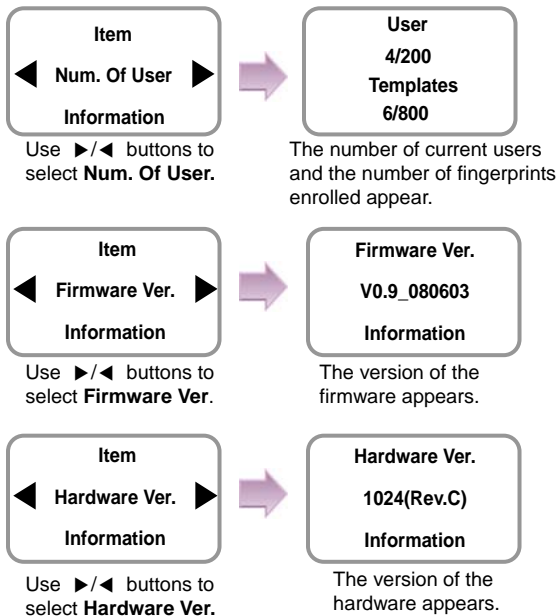 Item
Num. Of User
Information
User
4/200
Templates
6/800
Use ▶/◀ buttons to
select Num. Of User.
The number of current users
and the number of fingerprints
enrolled appear.
Item
Firmware Ver.
Information
Firmware Ver.
V0.9_080603
Information
Use ▶/◀ buttons to
select Firmware Ver.
The version of the
firmware appears.
Item
Hardware Ver.
Information
Hardware Ver.
1024(Rev.C)
Information
Use ▶/◀ buttons to
select Hardware Ver.
The version of the
hardware appears.